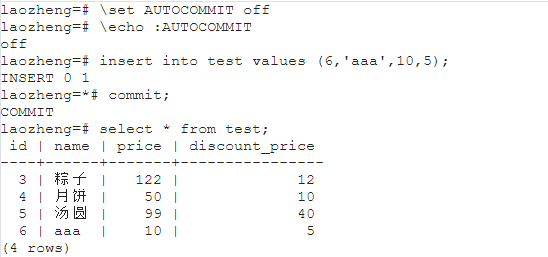 laozheng=# \set AUTOCOMMIT off
laozheng=# \echo :AUTOCOMMIT
off
laozheng=# insert into test values (6,'aaa',10,5);
INSERT 0 1
laozheng=*# commit;
COMMIT
laozheng=# select * from test;
 id | name | price | discount_price
----+------+-------+----------------
  3 | 粽子 |   122 |             12
  4 | 月饼 |    50 |             10
  5 | 汤圆 |    99 |             40
  6 | aaa  |    10 |              5
(4 rows)